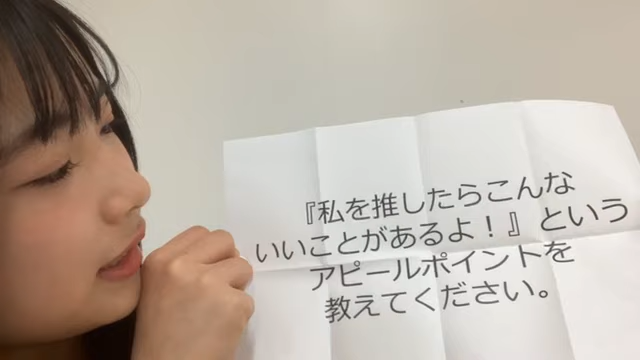 『私を推したらこんな
いいことがあるよ！』という
アピールポイントを
教えてください。